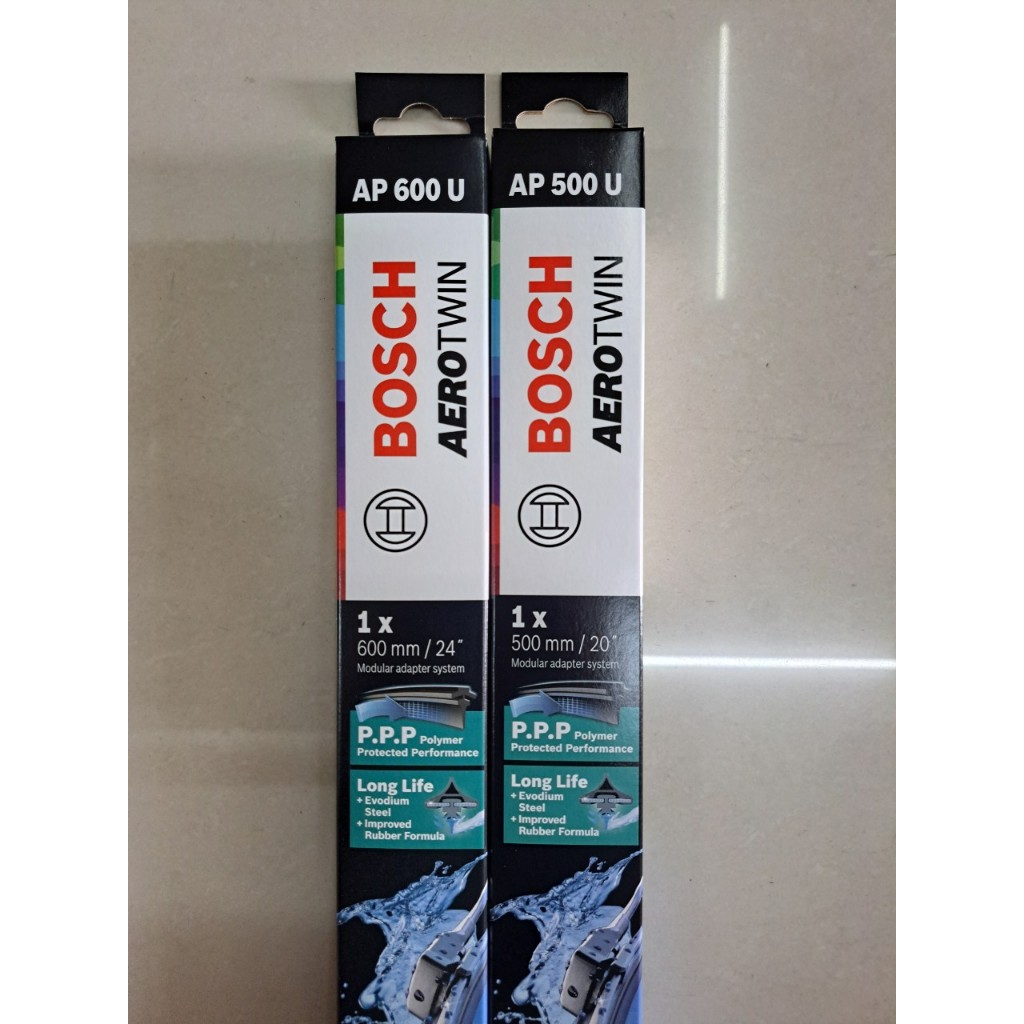 AP 600 U
BOSCH
AEROTWIN
1 x
600 mm / 24"
Modular adapter system
P.P.P Polymer
Protected Performance
Long Life
+ Evodium
Steel
+ Improved
Rubber Formula
AP 500 U
BOSCH
AEROTWIN
1 x
500 mm / 20"
Modular adapter system
P.P.P Polymer
Protected Performance
Long Life
+ Evodium
Steel
+ Improved
Rubber Formula